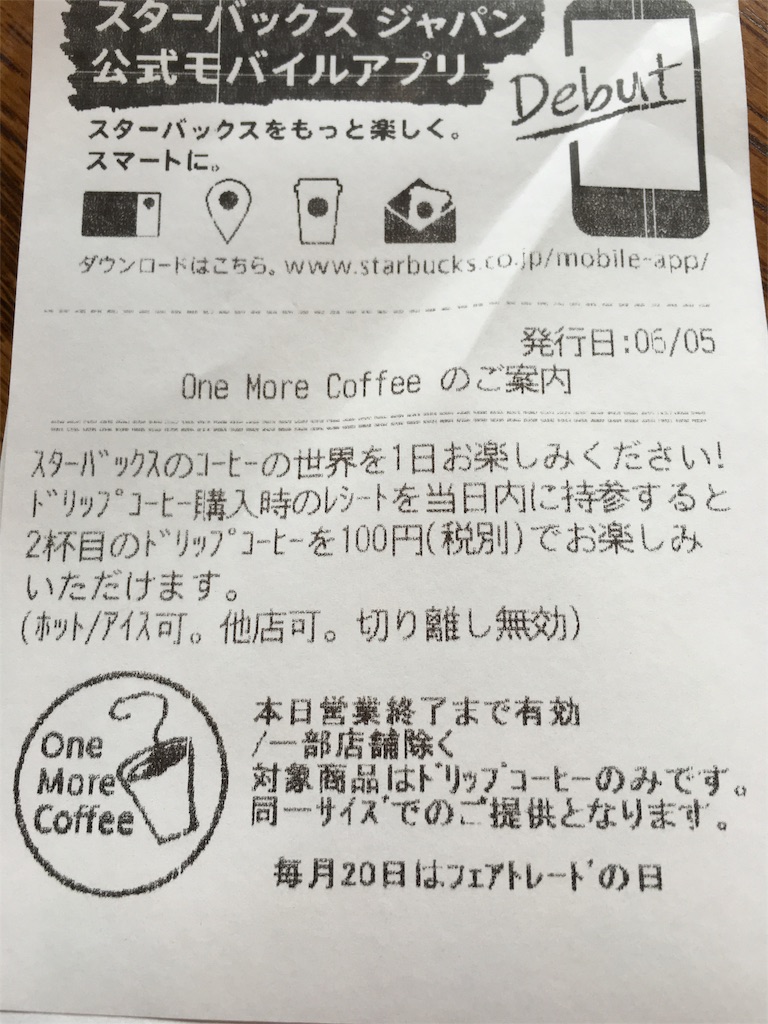 スターバックス ジャパン
公式モバイルアプリ
Debut
スターバックスをもっと楽しく。
スマートに。
ダウンロードはこちら。www.starbucks.co.jp/mobile-app/
発行日:06/05
One More Coffee のご案内
ｽﾀｰﾊﾞｯｸｽのｺｰﾋｰの世界を1日お楽しみください!
ﾄﾞﾘｯﾌﾟｺｰﾋｰ購入時のﾚｼｰﾄを当日内に持参すると
2杯目のﾄﾞﾘｯﾌﾟｺｰﾋｰを100円(税別)でお楽しみ
いただけます。
(ﾎｯﾄ/ｱｲｽ可。他店可。切り離し無効)
One
More
Coffee
本日営業終了まで有効
/一部店舗除く
対象商品はﾄﾞﾘｯﾌﾟｺｰﾋｰのみです。
同一ｻｲｽﾞでのご提供となります。
毎月20日はﾌｪｱﾄﾚｰﾄﾞの日